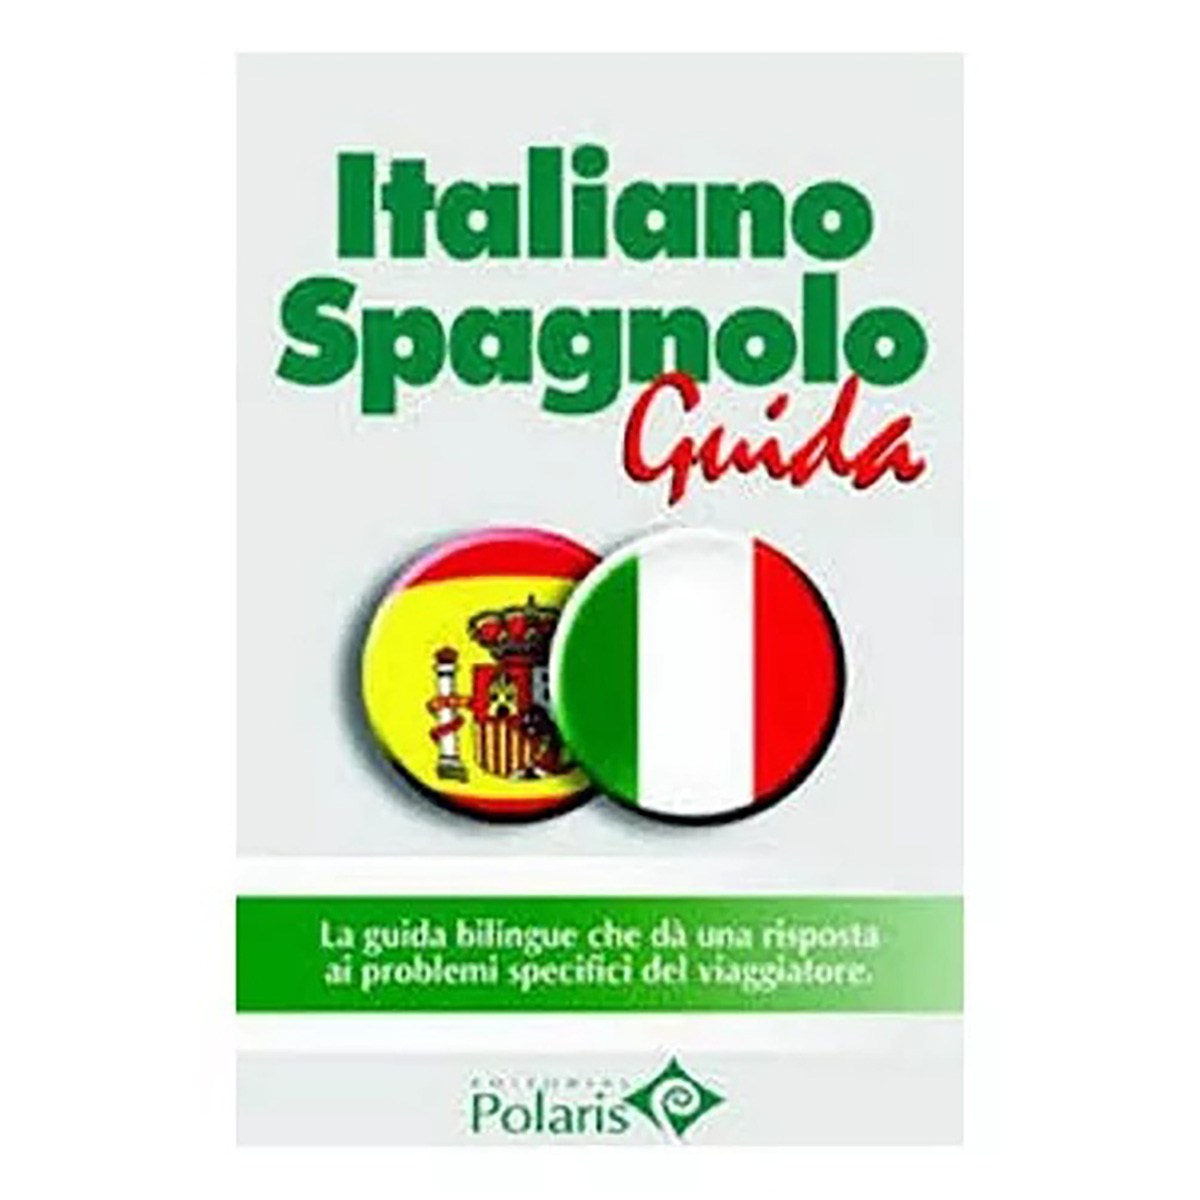 Italiano
Spagnolo
Guida
La guida bilingue che dà una risposta
ai problemi specifici del viaggiatore.
EDITORIAL
Polaris